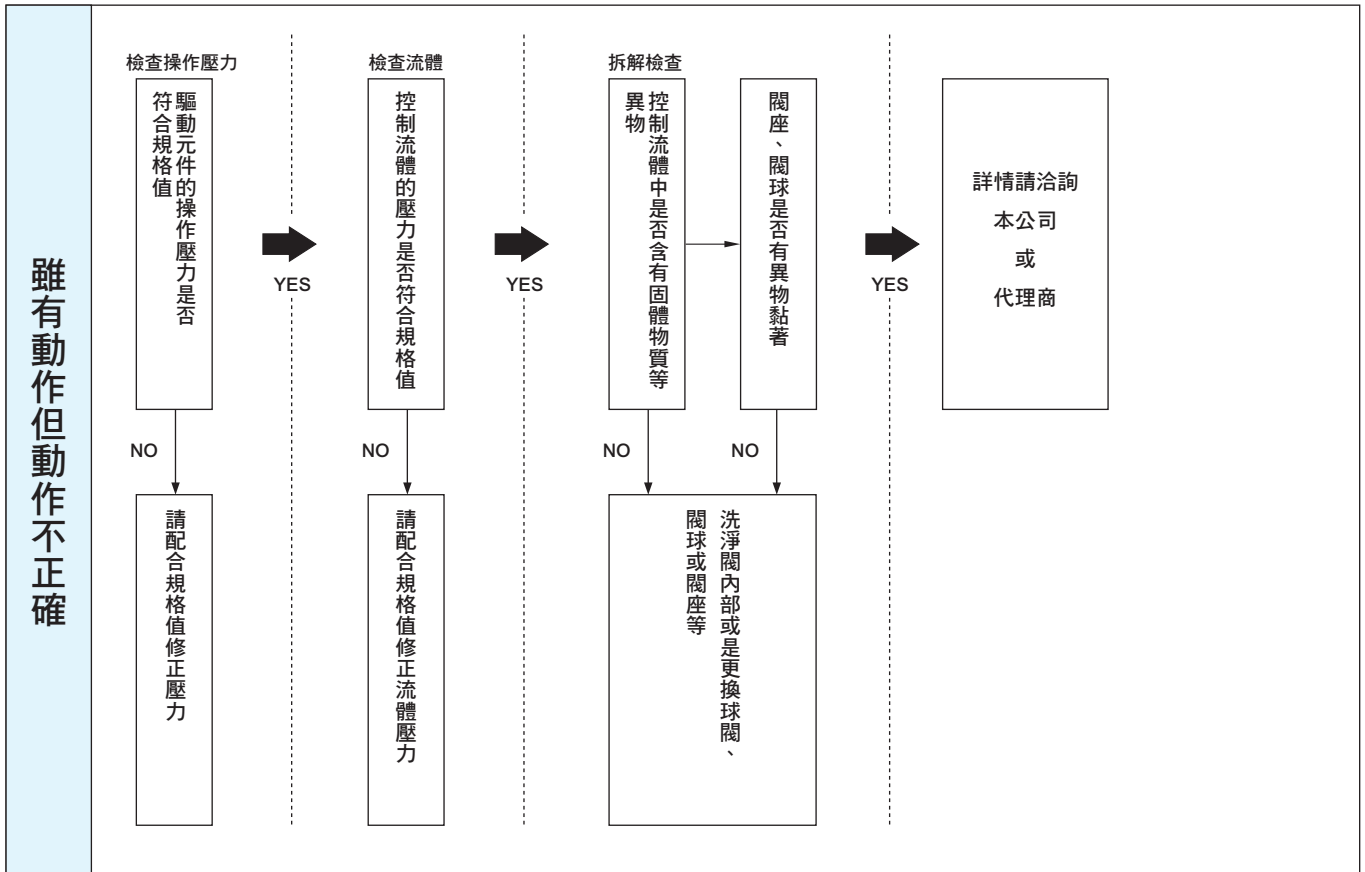 雖有動作但動作不正確
檢查操作壓力
驅動元件的操作壓力是否
符合規格值
NO
請配合規格值修正壓力
YES
檢查流體
控制流體的壓力是否符合規格值
NO
請配合規格值修正流體壓力
YES
拆解檢查
控制流體中是否含有固體物質等
異物
NO
閥座、閥球是否有異物黏著
NO
洗淨閥內部或是更換球閥、
閥球或閥座等
YES
詳情請洽詢
本公司
或
代理商